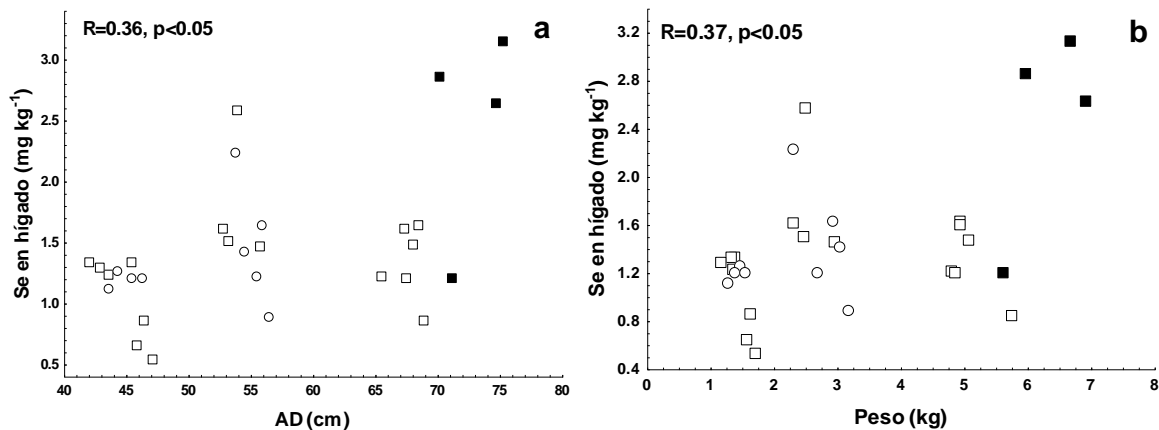 R=0.36, p<0.05
a
Se en hígado (mg kg-1)
3.0
2.5
2.0
1.5
1.0
0.5
40 45 50 55 60 65 70 75 80
AD (cm)
R=0.37, p<0.05
b
Se en hígado (mg kg-1)
3.2
2.8
2.4
2.0
1.6
1.2
0.8
0.4
0 1 2 3 4 5 6 7 8
Peso (kg)